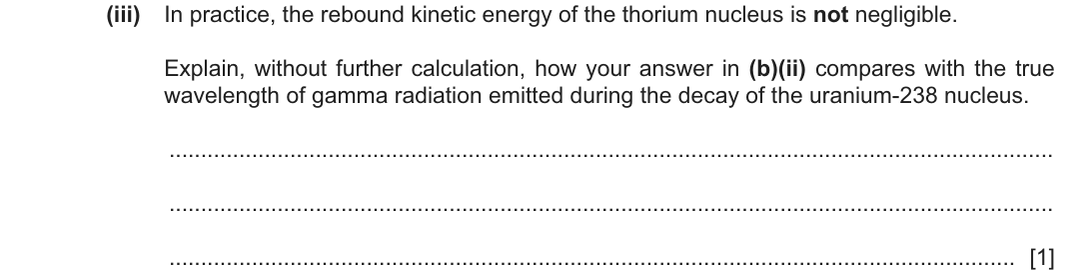 (iii) In practice, the rebound kinetic energy of the thorium nucleus is not negligible.
Explain, without further calculation, how your answer in (b)(ii) compares with the true
wavelength of gamma radiation emitted during the decay of the uranium-238 nucleus.
[1]